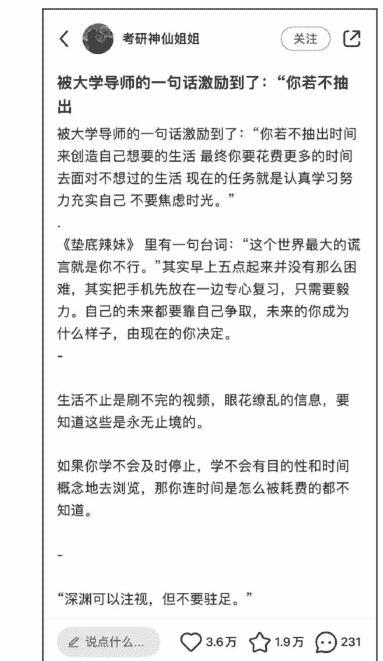 考研神仙姐姐
关注
被大学导师的一句话激励到了：“你若不抽
出
被大学导师的一句话激励到了：“你若不抽出时间
来创造自己想要的生活 最终你要花费更多的时间
去面对不想过的生活 现在的任务就是认真学习努
力充实自己 不要焦虑时光。”
.
《垫底辣妹》 里有一句台词：“这个世界最大的谎
言就是你不行。”其实早上五点起来并没有那么困
难，其实把手机先放在一边专心复习，只需要毅
力。自己的未来都要靠自己争取，未来的你成为
什么样子，由现在的你决定。
-
生活不止是刷不完的视频，眼花缭乱的信息，要
知道这些是永无止境的。
如果你学不会及时停止，学不会有目的性和时间
概念地去浏览，那你连时间是怎么被耗费的都不
知道。
-
“深渊可以注视，但不要驻足。”
说点什么... 3.6万 1.9万 231